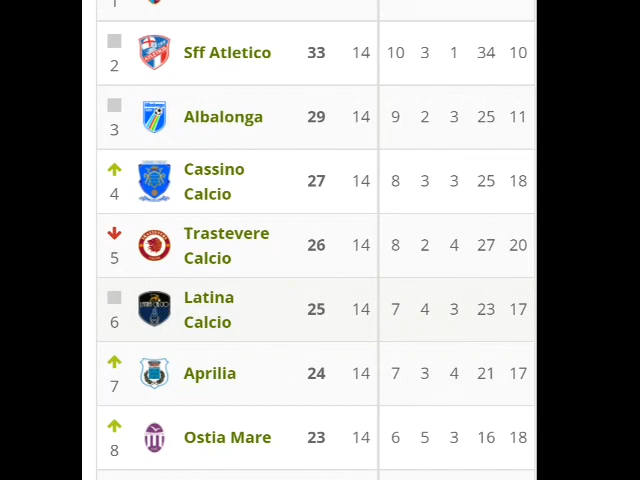 1
2 Sff Atletico 33 14 10 3 1 34 10
3 Albalonga 29 14 9 2 3 25 11
4 Cassino Calcio 27 14 8 3 3 25 18
5 Trastevere Calcio 26 14 8 2 4 27 20
6 Latina Calcio 25 14 7 4 3 23 17
7 Aprilia 24 14 7 3 4 21 17
8 Ostia Mare 23 14 6 5 3 16 18